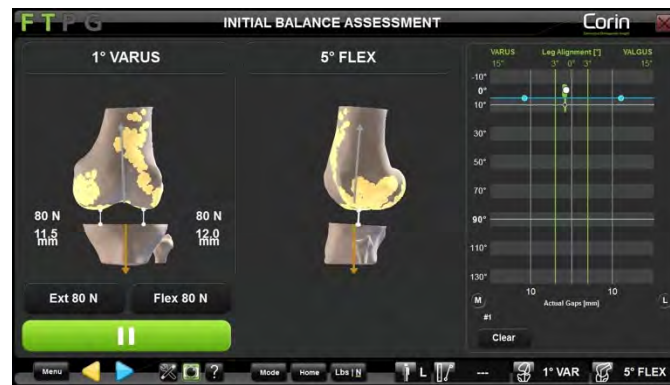 F T P G
INITIAL BALANCE ASSESSMENT
Corin
1° VARUS
5° FLEX
80 N
11.5
mm
80 N
12.0
mm
Ext 80 N
Flex 80 N
VARUS Leg Alignment [°] VALGUS
15° 3° 0° 3° 15°
-10°
0°
10°
30°
50°
70°
90°
110°
130°
10 10
M Actual Gaps [mm] L
#1
Clear
Menu ? Mode Home Lbs | N L --- 1° VAR 5° FLEX